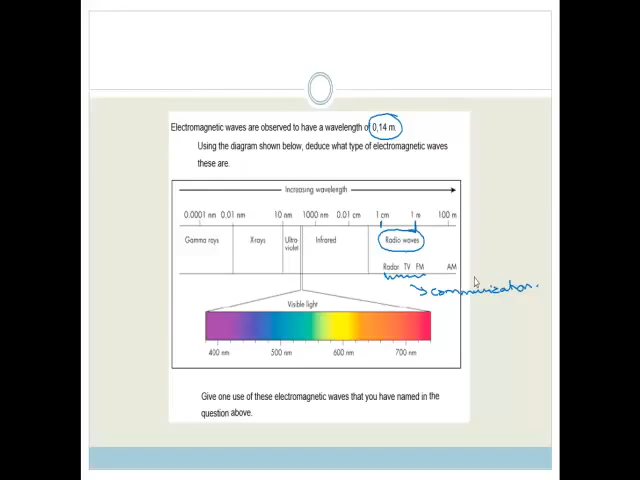 Electromagnetic waves are observed to have a wavelength of 0,14 m.
Using the diagram shown below, deduce what type of electromagnetic waves
these are.
Increasing wavelength
0.0001 nm 0.01 nm 10 nm 1000 nm 0.01 cm 1 cm 1 m 100 m
Gamma rays X-rays Ultra- Infrared Radio waves
violet
Radar TV FM AM
communication.
Visible light
400 nm 500 nm 600 nm 700 nm
Give one use of these electromagnetic waves that you have named in the
question above.